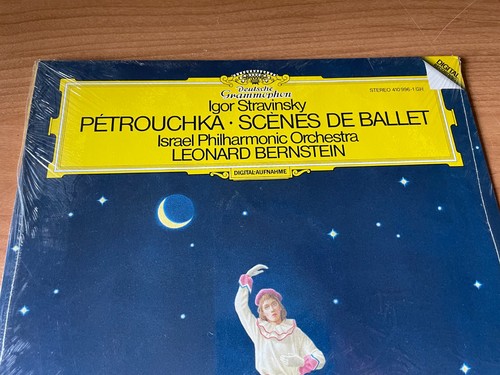 Deutsche
Grammophon
STEREO 410 996-1 GH
DIGITAL
Igor Stravinsky
PÉTROUCHKA · SCÈNES DE BALLET
Israel Philharmonic Orchestra
LEONARD BERNSTEIN
DIGITAL-AUFNAHME